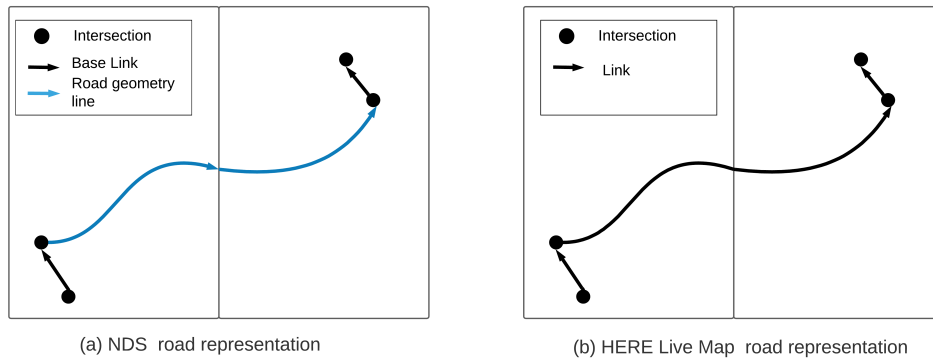 Intersection
Base Link
Road geometry
line
(a) NDS road representation
Intersection
Link
(b) HERE Live Map road representation